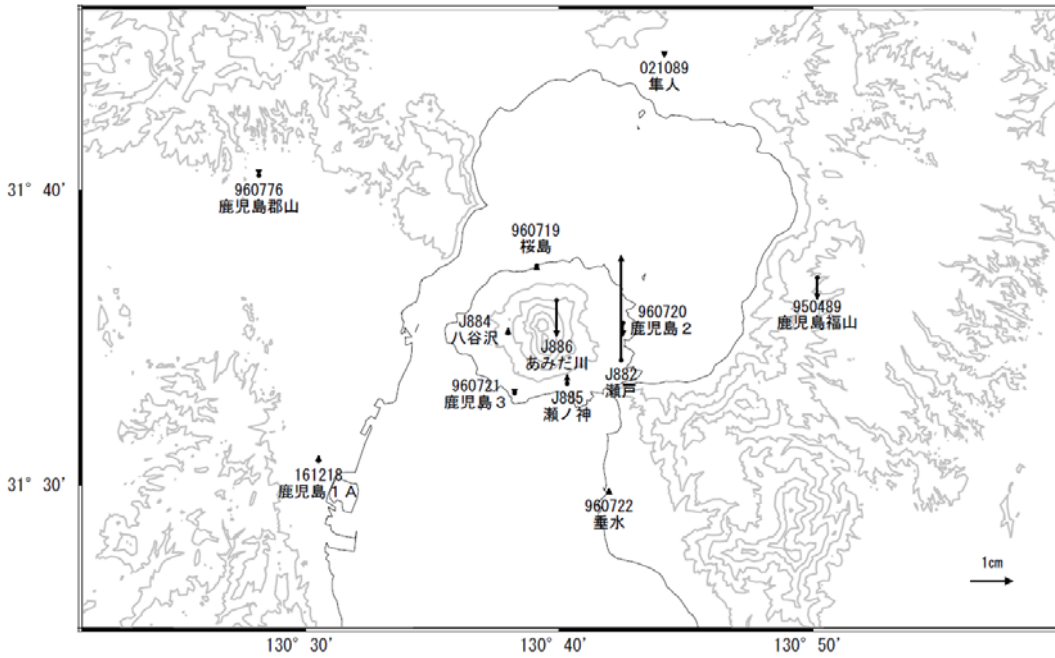 021089
隼人
31° 40'
960776
鹿児島郡山
960719
桜島
950489
鹿児島福山
960720
鹿児島2
J884
八谷沢
J886
あみだ川
J882
瀬戸
960721
鹿児島3
J885
瀬ノ神
161218
鹿児島1A
31° 30'
960722
垂水
1cm
130° 30'
130° 40'
130° 50'